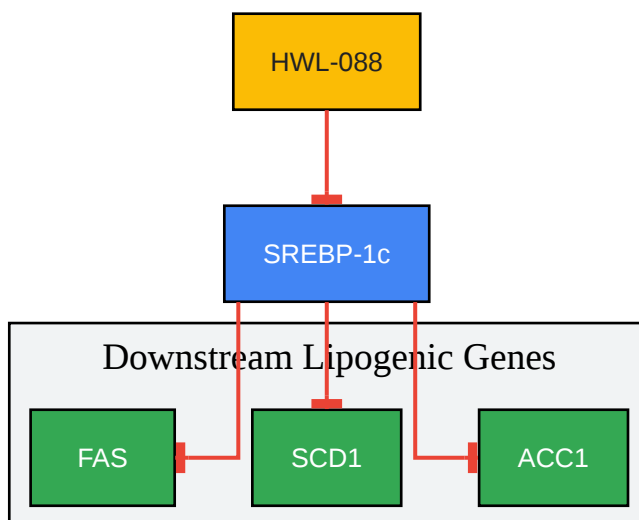 HWL-088
SREBP-1c
Downstream Lipogenic Genes
FAS
SCD1
ACC1